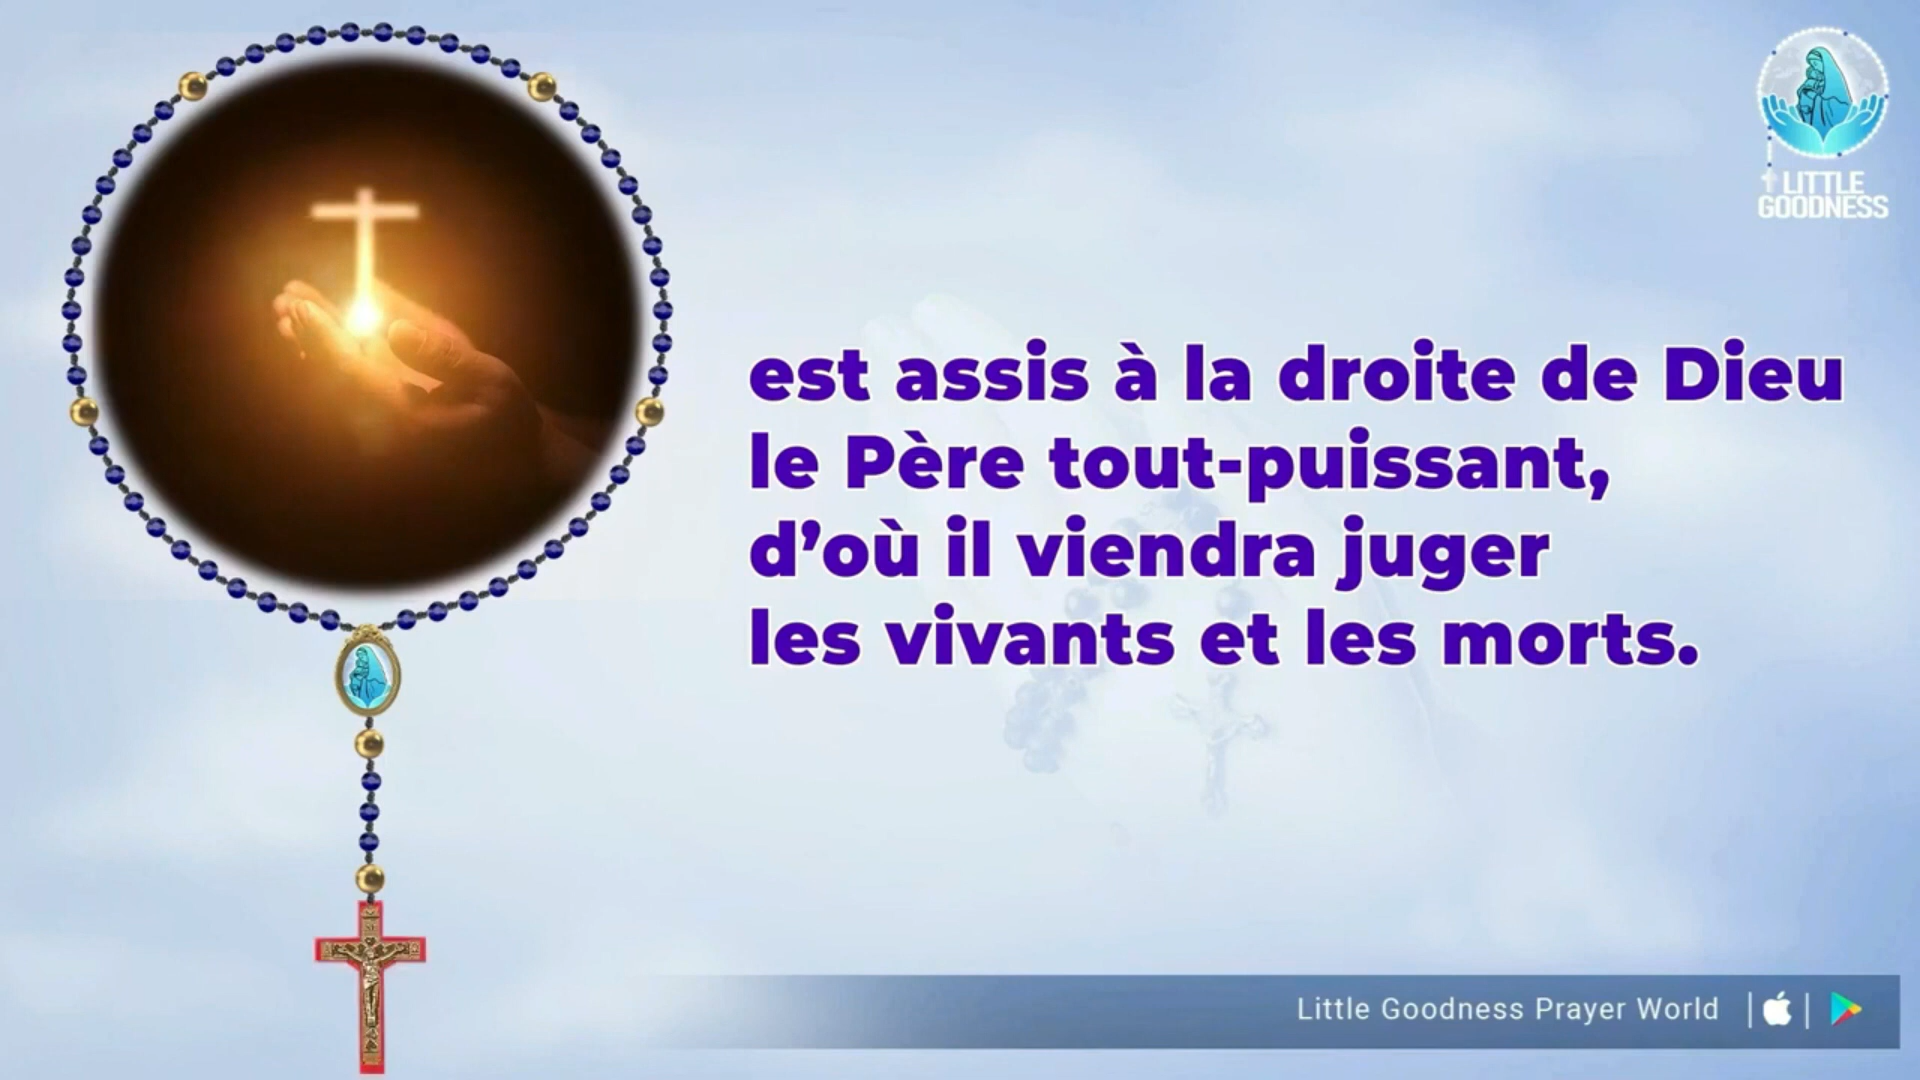 LITTLE
GOODNESS
est assis à la droite de Dieu
le Père tout-puissant,
d’où il viendra juger
les vivants et les morts.
Little Goodness Prayer World